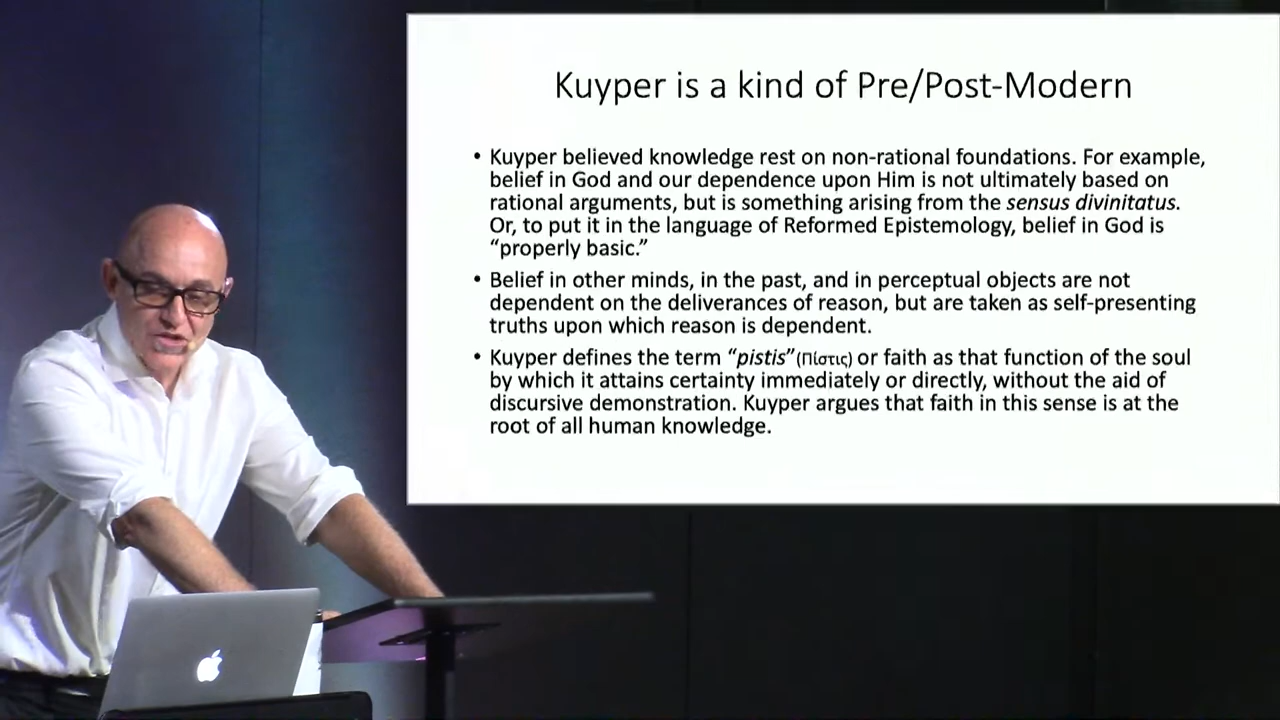 Kuyper is a kind of Pre/Post-Modern
• Kuyper believed knowledge rest on non-rational foundations. For example,
belief in God and our dependence upon Him is not ultimately based on
rational arguments, but is something arising from the sensus divinitatus.
Or, to put it in the language of Reformed Epistemology, belief in God is
“properly basic.”
• Belief in other minds, in the past, and in perceptual objects are not
dependent on the deliverances of reason, but are taken as self-presenting
truths upon which reason is dependent.
• Kuyper defines the term “pistis”(Πίστις) or faith as that function of the soul
by which it attains certainty immediately or directly, without the aid of
discursive demonstration. Kuyper argues that faith in this sense is at the
root of all human knowledge.